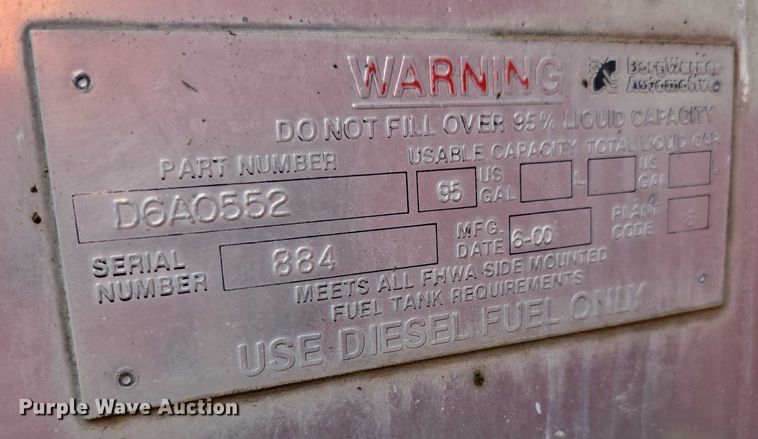 WARNING
BorgWarner
Automotive
DO NOT FILL OVER 95% LIQUID CAPACITY
PART NUMBER USABLE CAPACITY TOTAL LIQUID CAP.
D6A0552 95 US GAL L US GAL
SERIAL NUMBER 884 MFG. DATE 6-00 PLANT CODE
MEETS ALL FHWA SIDE MOUNTED
FUEL TANK REQUIREMENTS
USE DIESEL FUEL ONLY
Purple Wave Auction